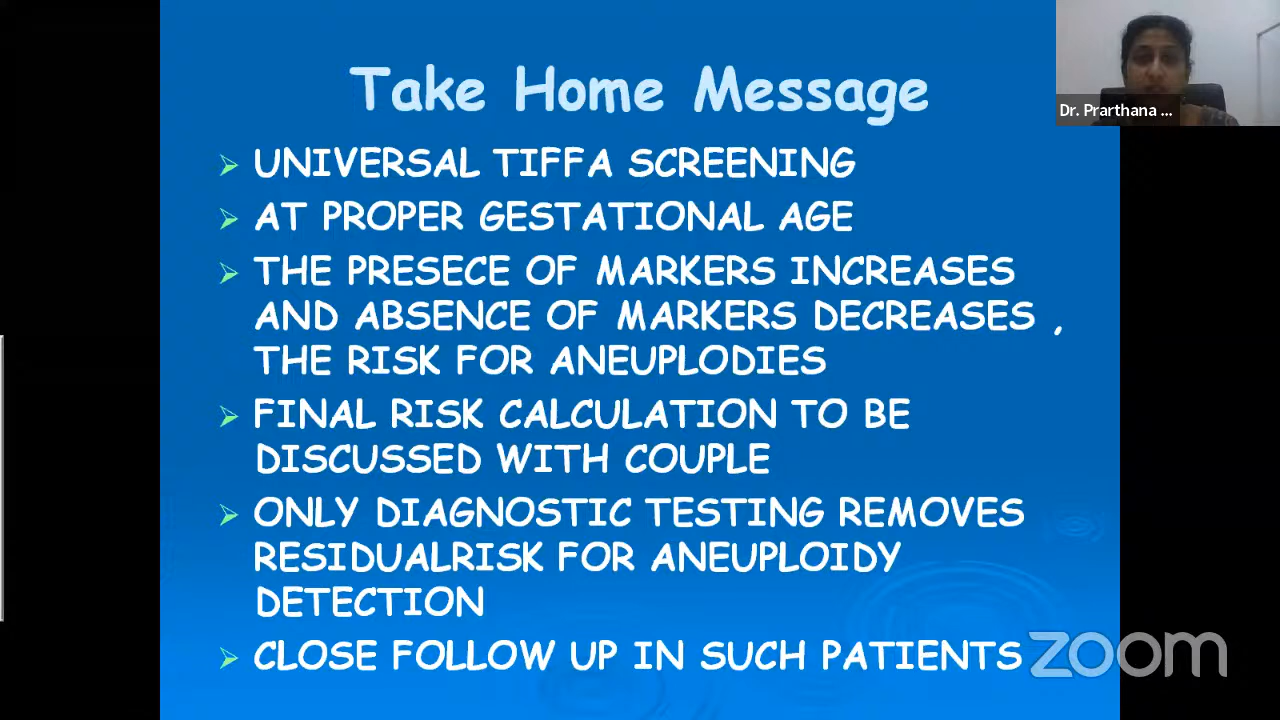 Take Home Message
Dr. Prarthana ...
UNIVERSAL TIFFA SCREENING
AT PROPER GESTATIONAL AGE
THE PRESECE OF MARKERS INCREASES
AND ABSENCE OF MARKERS DECREASES ,
THE RISK FOR ANEUPLODIES
FINAL RISK CALCULATION TO BE
DISCUSSED WITH COUPLE
ONLY DIAGNOSTIC TESTING REMOVES
RESIDUALRISK FOR ANEUPLOIDY
DETECTION
CLOSE FOLLOW UP IN SUCH PATIENTS
zoom